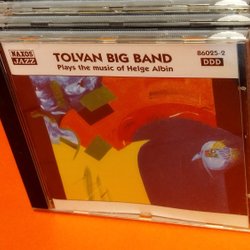 NAXOS
JAZZ
TOLVAN BIG BAND
Plays the music of Helge Albin
86025-2
DDD